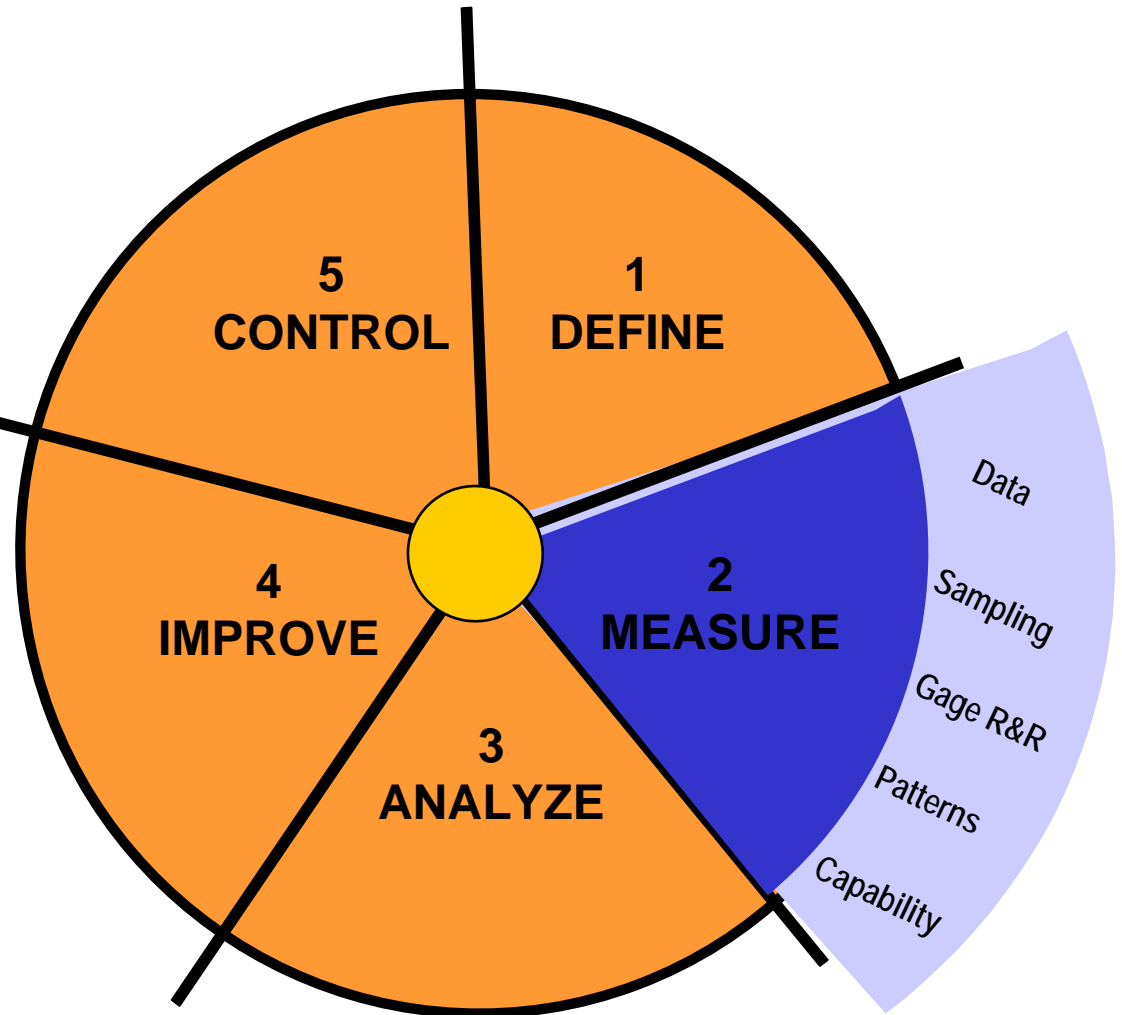 1
DEFINE
2
MEASURE
Data
Sampling
Gage R&R
Patterns
Capability
3
ANALYZE
4
IMPROVE
5
CONTROL